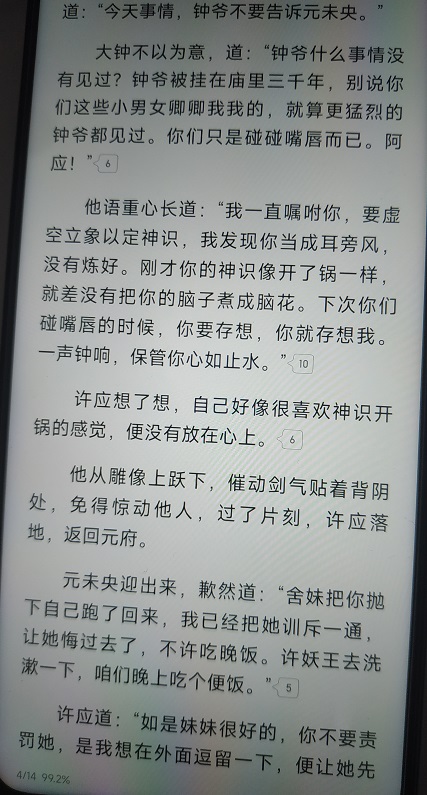 道：“今天事情，钟爷不要告诉元未央。”
大钟不以为意，道：“钟爷什么事情没
有见过？钟爷被挂在庙里三千年，别说你
们这些小男女卿卿我我的，就算更猛烈的
钟爷都见过。你们只是碰碰嘴唇而已。阿
应！” 6
他语重心长道：“我一直嘱咐你，要虚
空立象以定神识，我发现你当成耳旁风，
没有炼好。刚才你的神识像开了锅一样，
就差没有把你的脑子煮成脑花。下次你们
碰嘴唇的时候，你要存想，你就存想我。
一声钟响，保管你心如止水。” 10
许应想了想，自己好像很喜欢神识开
锅的感觉，便没有放在心上。 6
他从雕像上跃下，催动剑气贴着背阴
处，免得惊动他人，过了片刻，许应落
地，返回元府。
元未央迎出来，歉然道：“舍妹把你抛
下自己跑了回来，我已经把她训斥一通，
让她悔过去了，不许吃晚饭。许妖王去洗
漱一下，咱们晚上吃个便饭。” 5
许应道：“如是妹妹很好的，你不要责
罚她，是我想在外面逗留一下，便让她先
4/14 99.2%